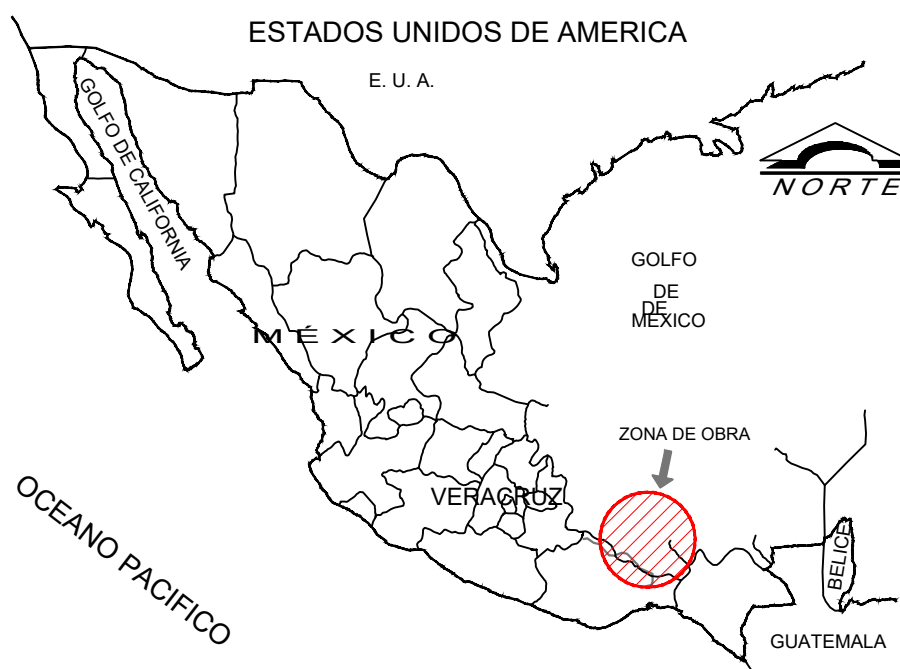 ESTADOS UNIDOS DE AMERICA
E. U. A.
GOLFO DE CALIFORNIA
NORTE
GOLFO
DE
DE
MEXICO
MÉXICO
ZONA DE OBRA
VERACRUZ
OCEANO PACIFICO
BELICE
GUATEMALA